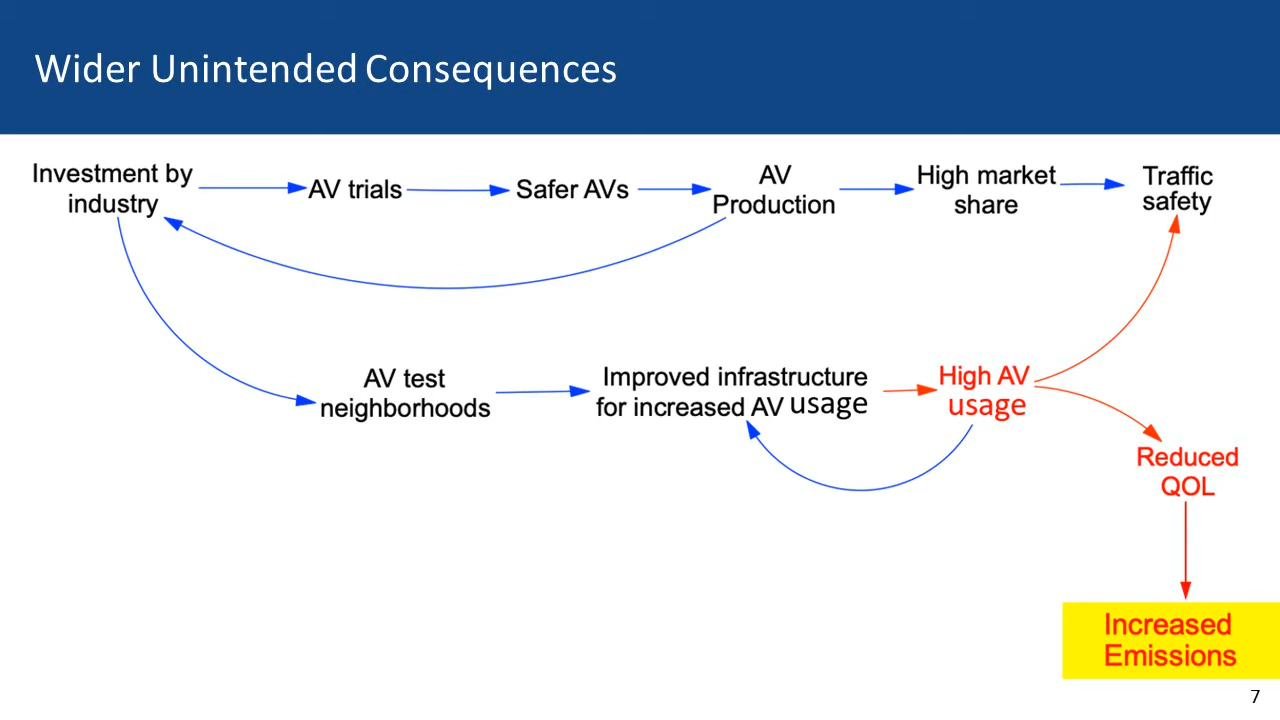 Wider Unintended Consequences
Investment by
industry
AV trials
Safer AVs
AV
Production
High market
share
Traffic
safety
AV test
neighborhoods
Improved infrastructure
for increased AV usage
High AV
usage
Reduced
QOL
Increased
Emissions
7